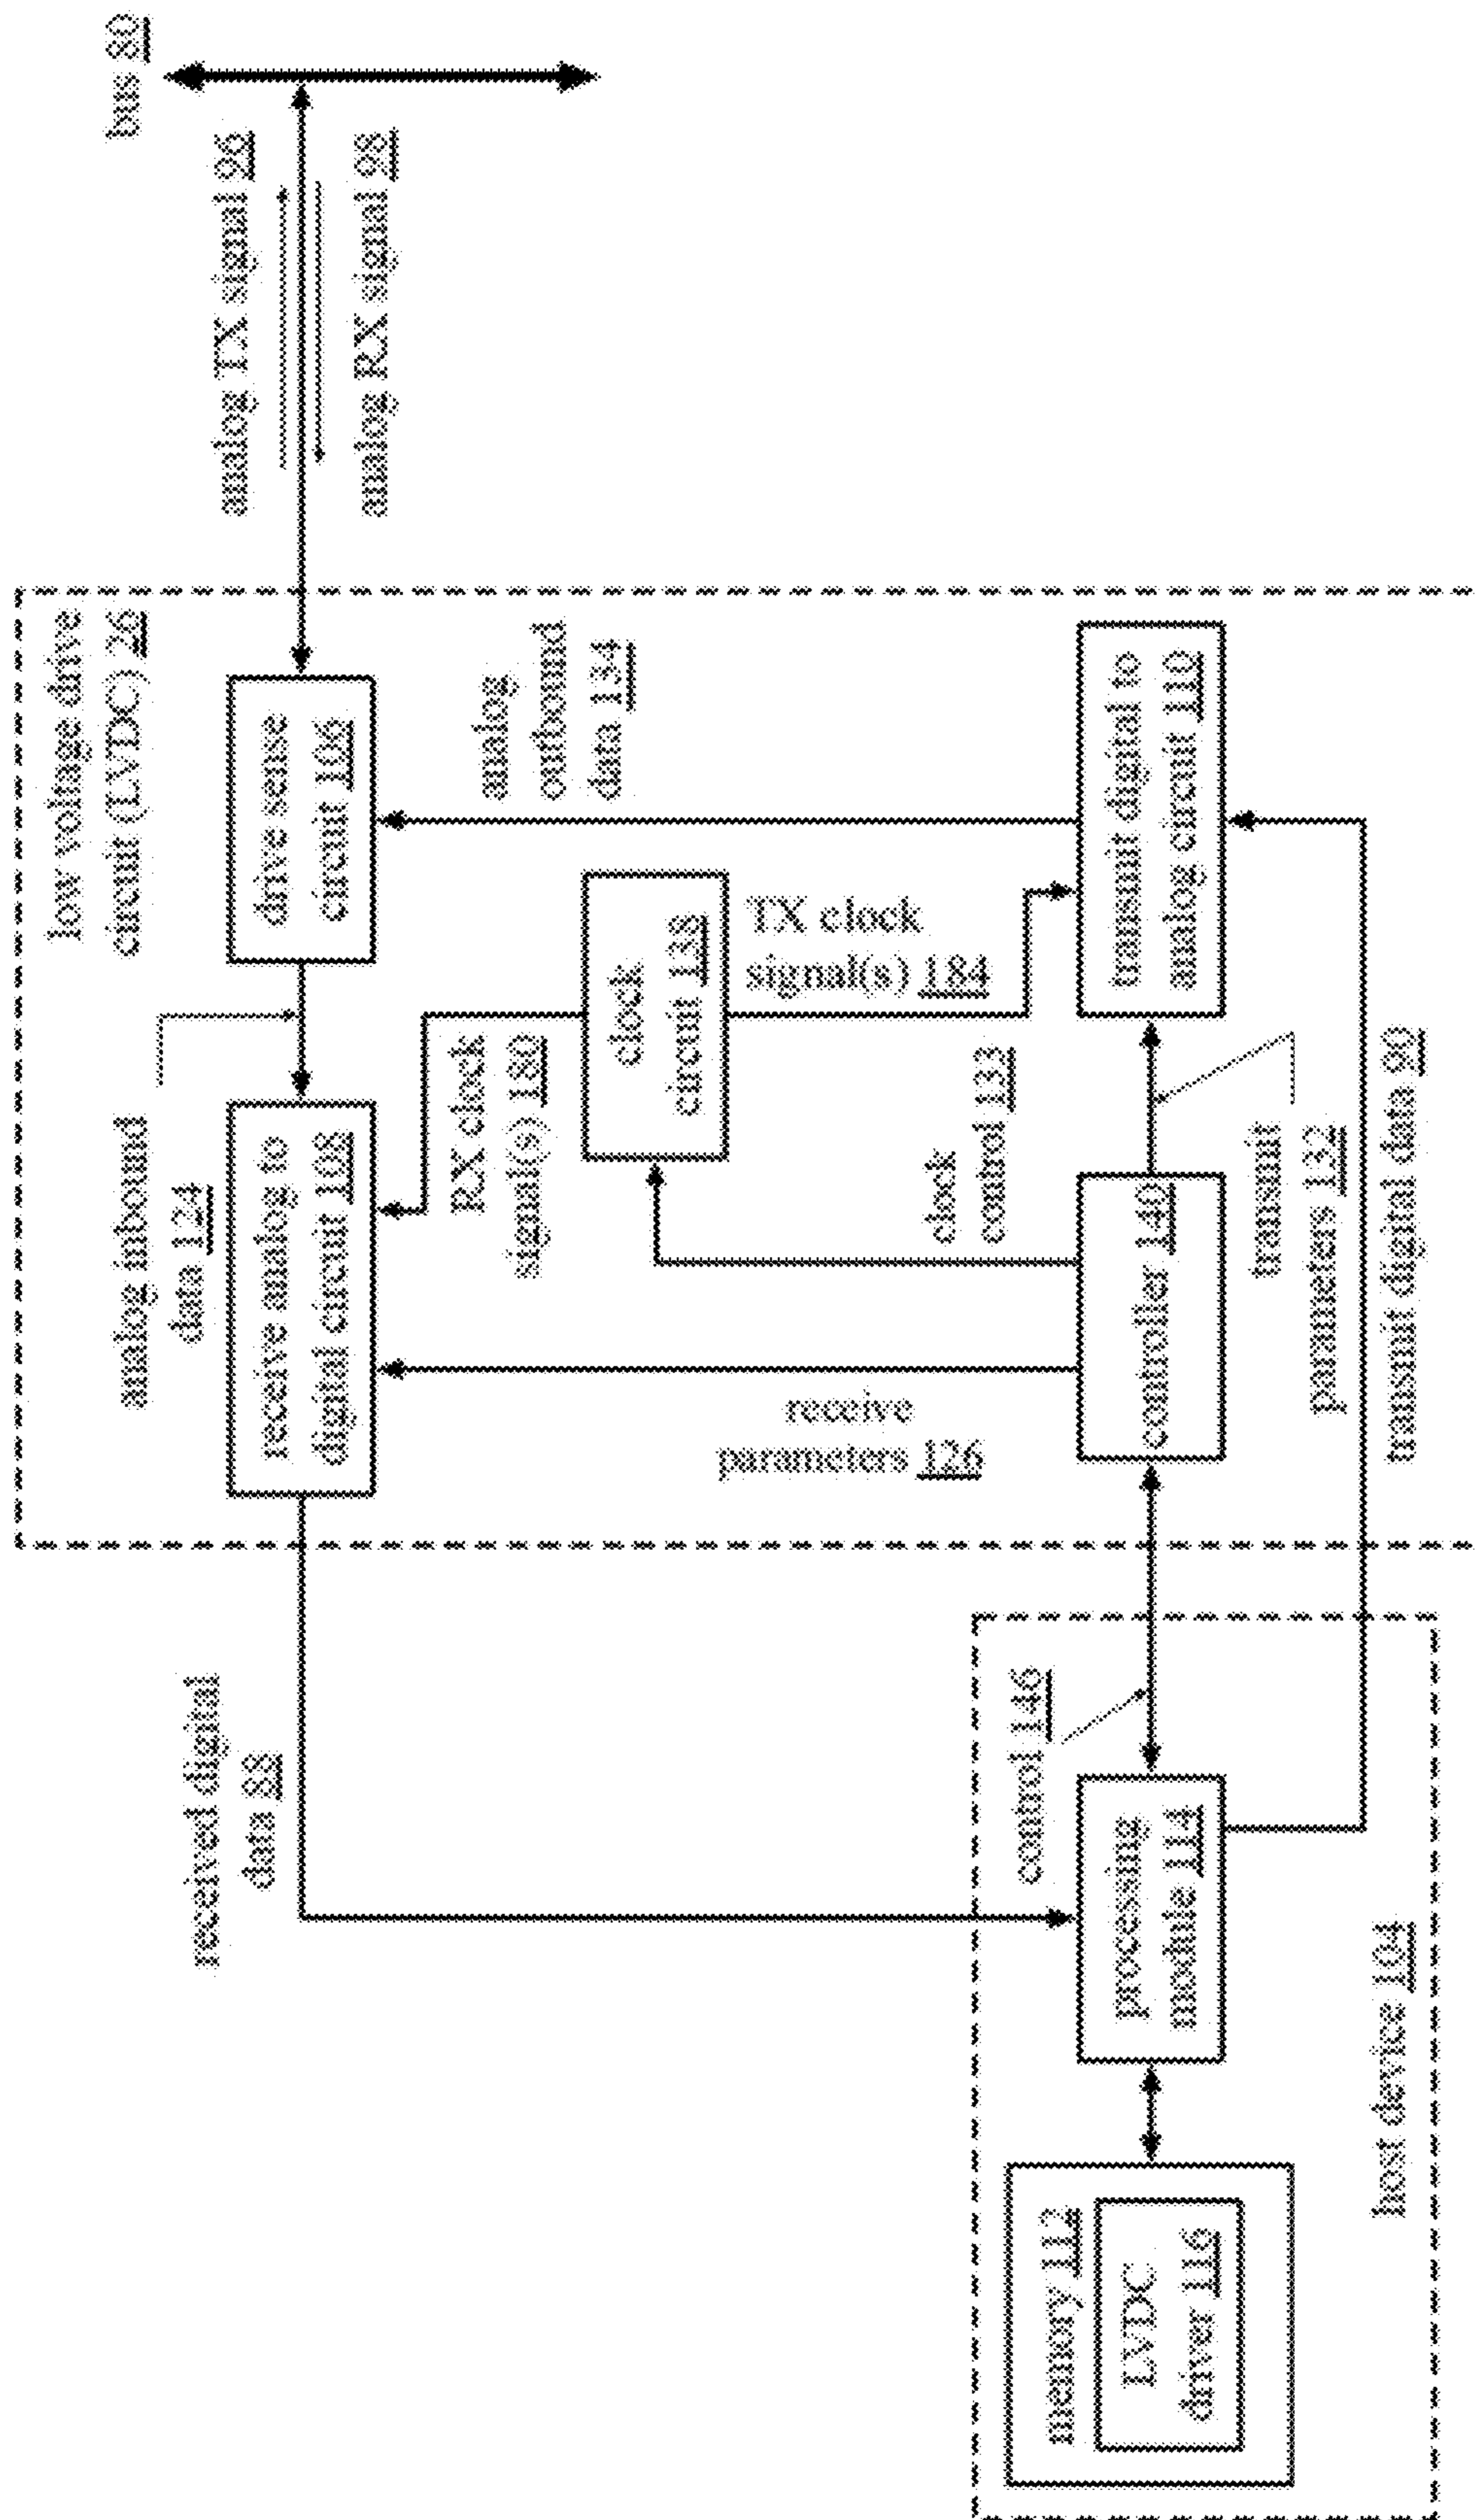 bus 80
analog TX signal 96
analog RX signal 98
low voltage drive
circuit (LVDC) 26
drive sense
circuit 106
analog
outbound
data 134
analog inbound
data 124
receive analog to
digital circuit 108
RX clock
signal(s) 180
clock
circuit 138
TX clock
signal(s) 184
transmit digital to
analog circuit 110
clock
control 133
receive
parameters 126
controller 140
transmit
parameters 132
transmit digital data 90
received digital
data 88
control 146
processing
module 114
memory 112
LVDC
driver 116
host device 104